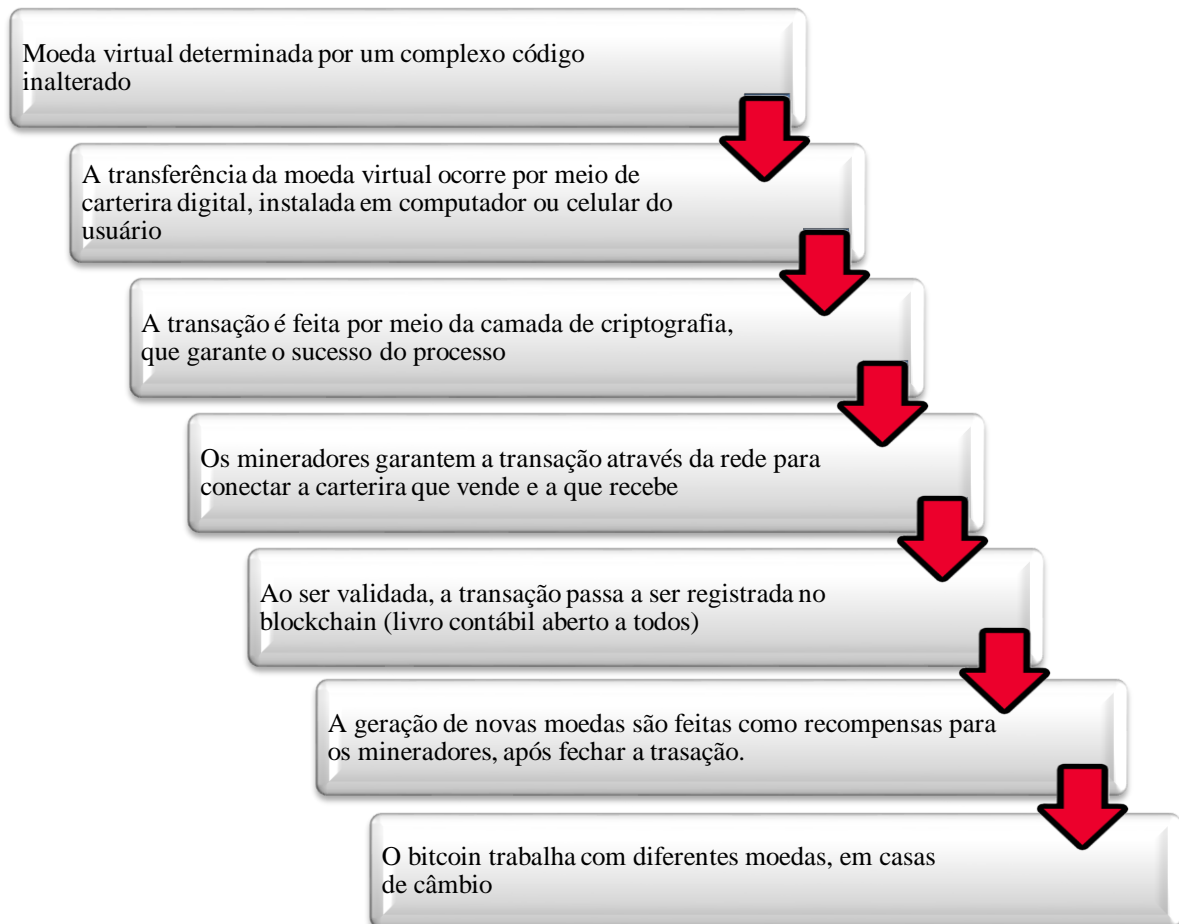 Moeda virtual determinada por um complexo código
inalterado
A transferência da moeda virtual ocorre por meio de
carterira digital, instalada em computador ou celular do
usuário
A transação é feita por meio da camada de criptografia,
que garante o sucesso do processo
Os mineradores garantem a transação através da rede para
conectar a carterira que vende e a que recebe
Ao ser validada, a transação passa a ser registrada no
blockchain (livro contábil aberto a todos)
A geração de novas moedas são feitas como recompensas para
os mineradores, após fechar a trasação.
O bitcoin trabalha com diferentes moedas, em casas
de câmbio